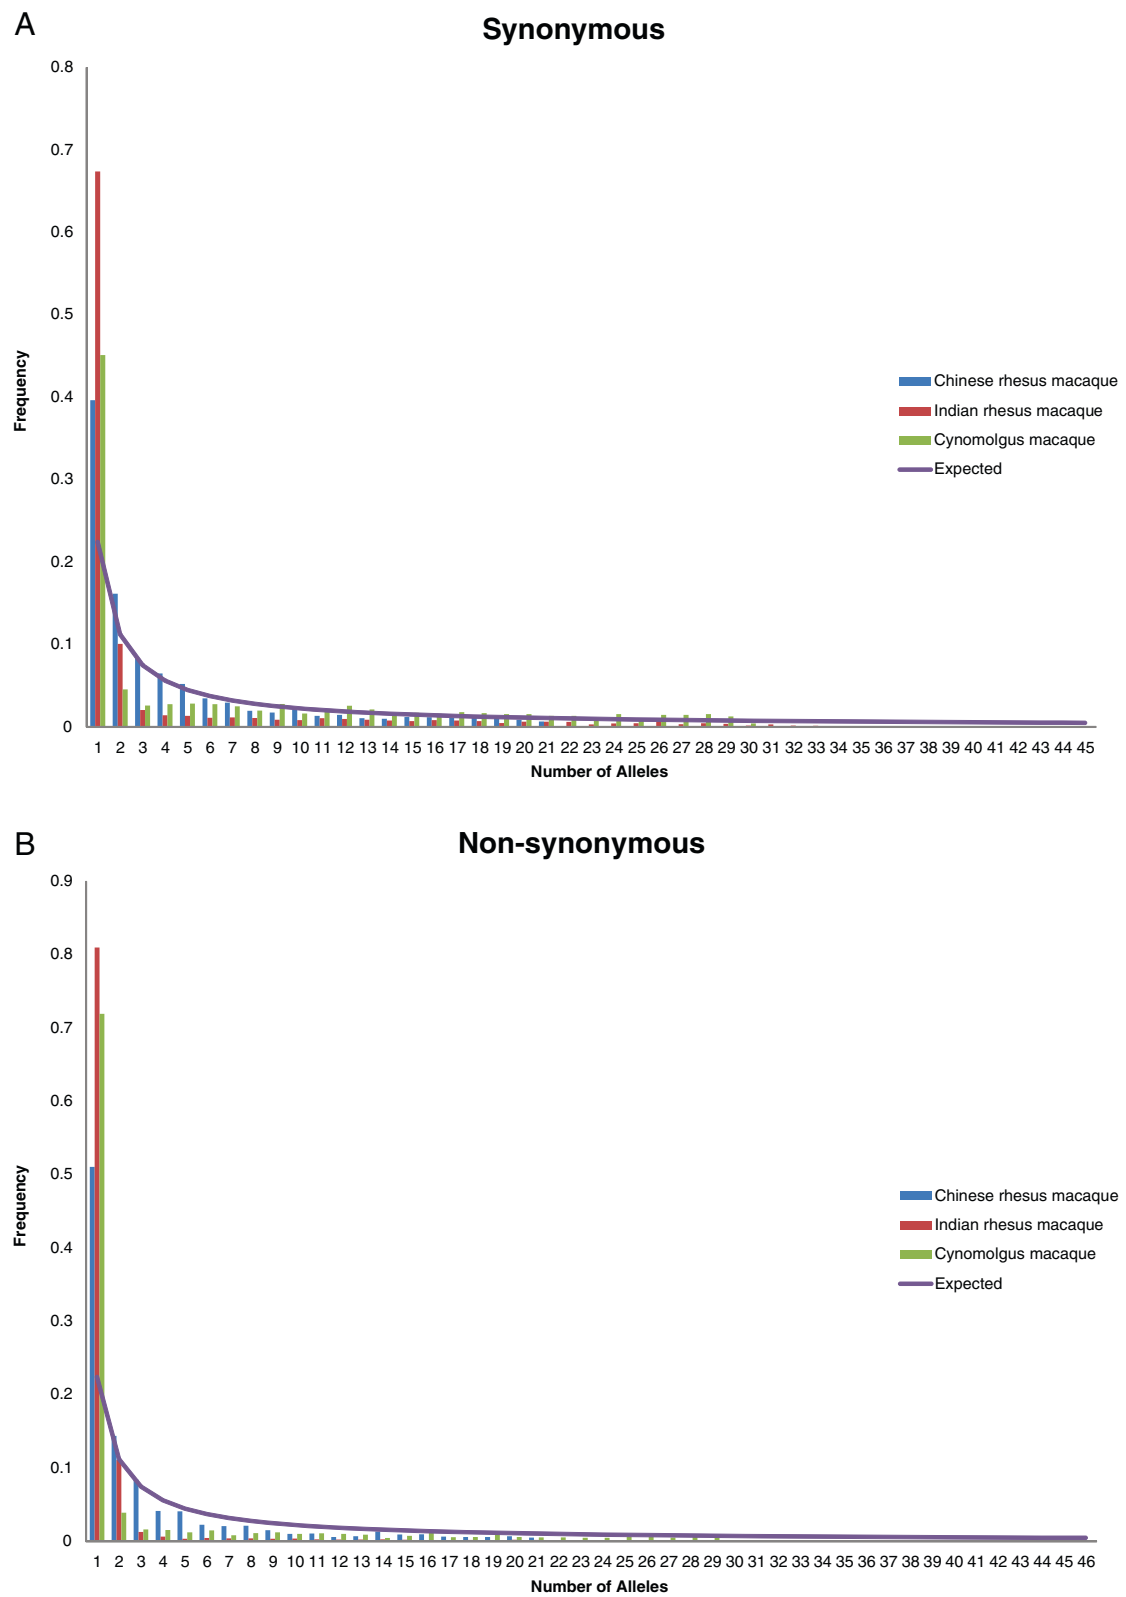 A
Synonymous
0.8
0.7
0.6
0.5
0.4
0.3
0.2
0.1
0
Frequency
Chinese rhesus macaque
Indian rhesus macaque
Cynomolgus macaque
Expected
1 2 3 4 5 6 7 8 9 10 11 12 13 14 15 16 17 18 19 20 21 22 23 24 25 26 27 28 29 30 31 32 33 34 35 36 37 38 39 40 41 42 43 44 45
Number of Alleles
B
Non-synonymous
0.9
0.8
0.7
0.6
0.5
0.4
0.3
0.2
0.1
0
Frequency
Chinese rhesus macaque
Indian rhesus macaque
Cynomolgus macaque
Expected
1 2 3 4 5 6 7 8 9 10 11 12 13 14 15 16 17 18 19 20 21 22 23 24 25 26 27 28 29 30 31 32 33 34 35 36 37 38 39 40 41 42 43 44 45 46
Number of Alleles